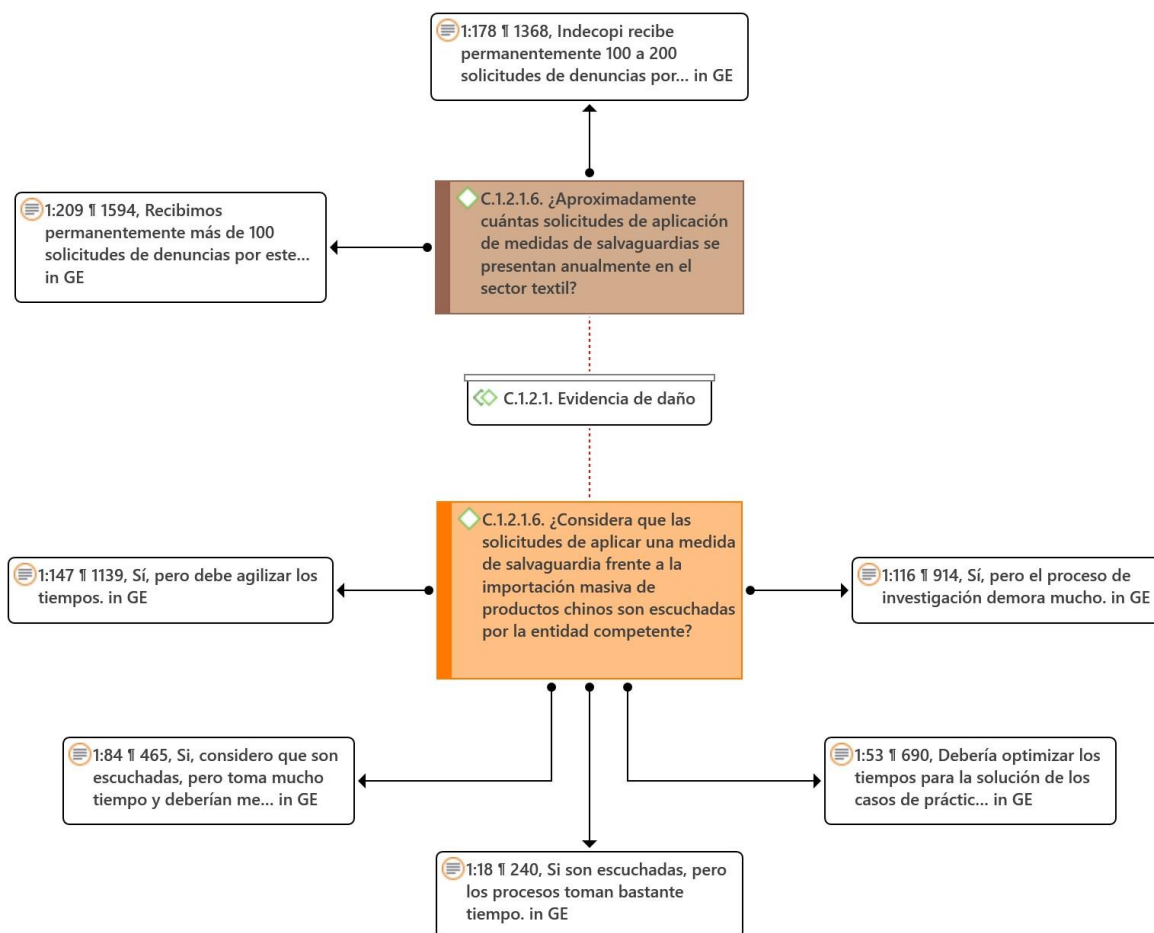 1:178 ¶ 1368, Indecopi recibe
permanentemente 100 a 200
solicitudes de denuncias por... in GE
C.1.2.1.6. ¿Aproximadamente
cuántas solicitudes de aplicación
de medidas de salvaguardias se
presentan anualmente en el
sector textil?
1:209 ¶ 1594, Recibimos
permanentemente más de 100
solicitudes de denuncias por este...
in GE
C.1.2.1. Evidencia de daño
C.1.2.1.6. ¿Considera que las
solicitudes de aplicar una medida
de salvaguardia frente a la
importación masiva de
productos chinos son escuchadas
por la entidad competente?
1:147 ¶ 1139, Sí, pero debe agilizar los
tiempos. in GE
1:116 ¶ 914, Sí, pero el proceso de
investigación demora mucho. in GE
1:84 ¶ 465, Si, considero que son
escuchadas, pero toma mucho
tiempo y deberían me... in GE
1:53 ¶ 690, Debería optimizar los
tiempos para la solución de los
casos de práctic... in GE
1:18 ¶ 240, Si son escuchadas, pero
los procesos toman bastante
tiempo. in GE